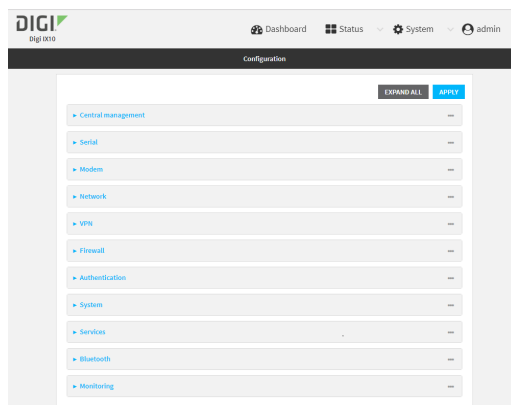 DIGI
Digi IX10
Dashboard Status System admin
Configuration
EXPAND ALL APPLY
Central management
Serial
Modem
Network
VPN
Firewall
Authentication
System
Services
Bluetooth
Monitoring